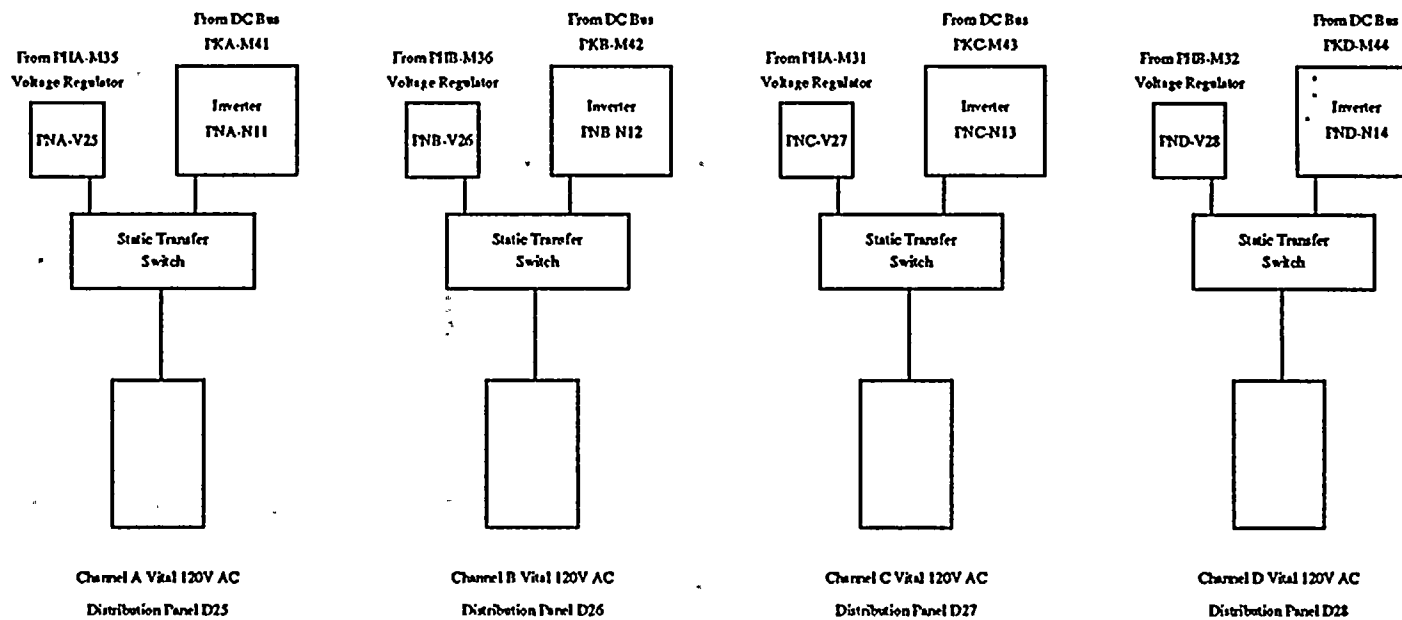 From DC Bus
PKA-M41
From PHA-M35
Voltage Regulator
Inverter
PNA-N11
PNA-V25
Static Transfer
Switch
Channel A Vital 120V AC
Distribution Panel D25
From DC Bus
PKB-M42
From PHB-M36
Voltage Regulator
Inverter
PNB-N12
PNB-V26
Static Transfer
Switch
Channel B Vital 120V AC
Distribution Panel D26
From DC Bus
PKC-M43
From PHA-M31
Voltage Regulator
Inverter
PNC-N13
PNC-V27
Static Transfer
Switch
Channel C Vital 120V AC
Distribution Panel D27
From DC Bus
PKD-M44
From PHB-M32
Voltage Regulator
Inverter
PND-N14
PND-V28
Static Transfer
Switch
Channel D Vital 120V AC
Distribution Panel D28